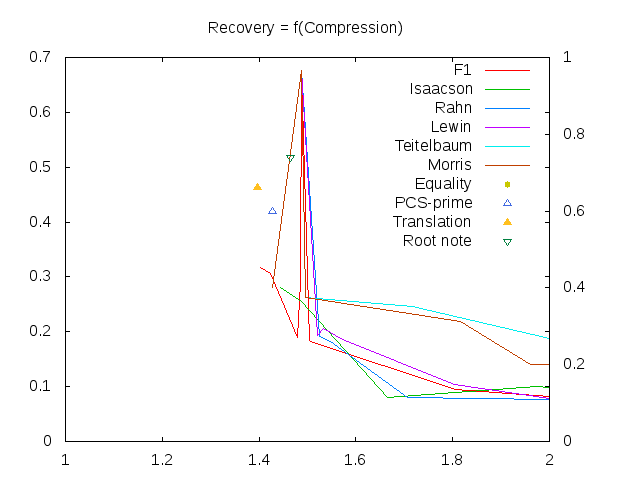 Recovery = f(Compression)
0.7
0.6
0.5
0.4
0.3
0.2
0.1
0
1
0.8
0.6
0.4
0.2
0
F1
Isaacson
Rahn
Lewin
Teitelbaum
Morris
Equality
PCS-prime
Translation
Root note
1
1.2
1.4
1.6
1.8
2